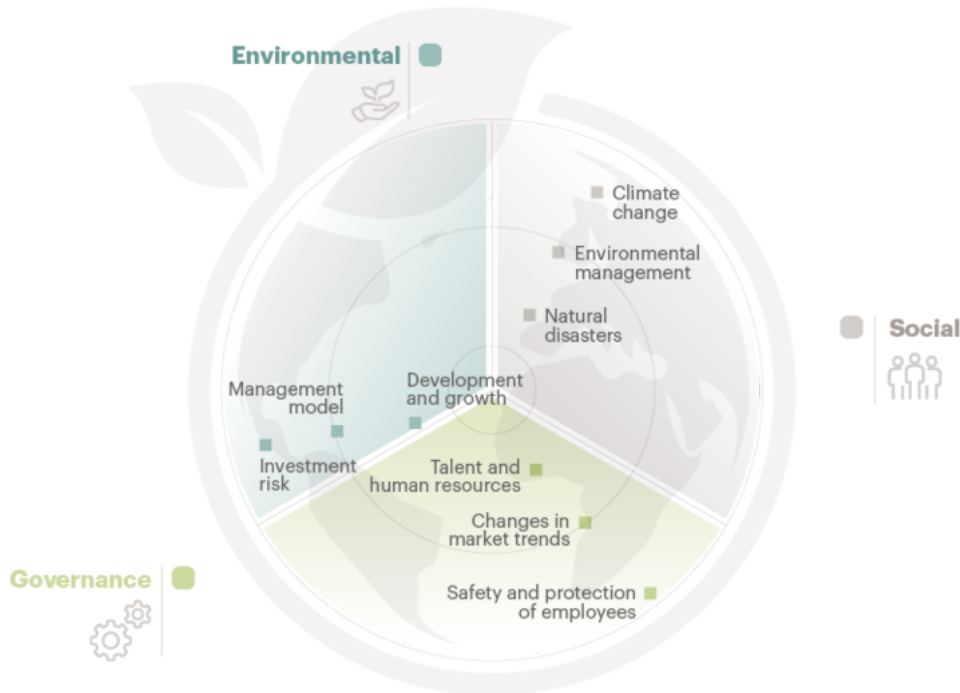 Environmental
Climate
change
Environmental
management
Natural
disasters
Social
Management
model
Development
and growth
Investment
risk
Talent and
human resources
Changes in
market trends
Governance
Safety and protection
of employees